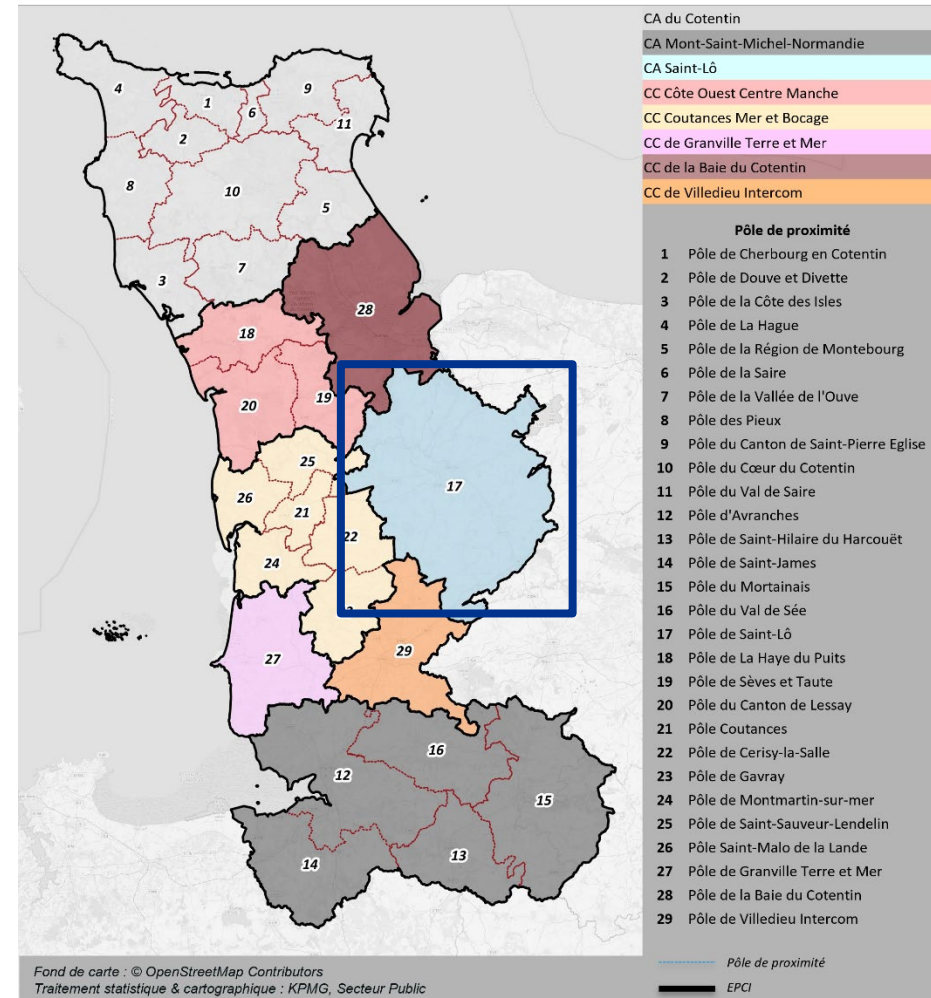 CA du Cotentin
CA Mont-Saint-Michel-Normandie
CA Saint-Lô
CC Côte Ouest Centre Manche
CC Coutances Mer et Bocage
CC de Granville Terre et Mer
CC de la Baie du Cotentin
CC de Villedieu Intercom
Pôle de proximité
1 Pôle de Cherbourg en Cotentin
2 Pôle de Douve et Divette
3 Pôle de la Côte des Isles
4 Pôle de La Hague
5 Pôle de la Région de Montebourg
6 Pôle de la Saire
7 Pôle de la Vallée de l'Ouve
8 Pôle des Pieux
9 Pôle du Canton de Saint-Pierre Eglise
10 Pôle du Cœur du Cotentin
11 Pôle du Val de Saire
12 Pôle d'Avranches
13 Pôle de Saint-Hilaire du Harcouët
14 Pôle de Saint-James
15 Pôle du Mortainais
16 Pôle du Val de Sée
17 Pôle de Saint-Lô
18 Pôle de La Haye du Puits
19 Pôle de Sèves et Taute
20 Pôle du Canton de Lessay
21 Pôle Coutances
22 Pôle de Cerisy-la-Salle
23 Pôle de Gavray
24 Pôle de Montmartin-sur-mer
25 Pôle de Saint-Sauveur-Lendelin
26 Pôle Saint-Malo de la Lande
27 Pôle de Granville Terre et Mer
28 Pôle de la Baie du Cotentin
29 Pôle de Villedieu Intercom
Pôle de proximité
EPCI
4
1
6
9
11
2
8
10
5
3
7
28
18
19
20
17
25
26
21
22
24
27
29
16
12
15
14
13
Fond de carte : © OpenStreetMap Contributors
Traitement statistique & cartographique : KPMG, Secteur Public